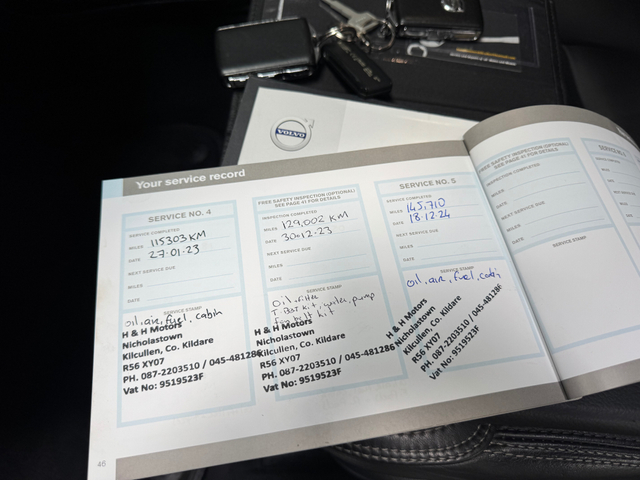 VOLVO
Your service record
SERVICE NO. 4
SERVICE COMPLETED
MILES 115303 KM
DATE 27.01.23
NEXT SERVICE DUE
MILES
DATE
SERVICE STAMP
oil, air, fuel, cabin
H & H Motors
Nicholastown
Kilcullen, Co. Kildare
R56 XY07
PH. 087-2203510 / 045-481286
Vat No: 9519523F
FREE SAFETY INSPECTION (OPTIONAL)
SEE PAGE 41 FOR DETAILS
INSPECTION COMPLETED
MILES 129,002 KM
DATE 30.12.23
NEXT SERVICE DUE
MILES
DATE
SERVICE STAMP
Oil, filter
T. Belt kit, water pump
Fan belt kit
H & H Motors
Nicholastown
Kilcullen, Co. Kildare
R56 XY07
PH. 087-2203510 / 045-481286
Vat No: 9519523F
SERVICE NO. 5
SERVICE COMPLETED
MILES 145,710
DATE 18.12.24
NEXT SERVICE DUE
MILES
DATE
SERVICE STAMP
oil, air, fuel, cabin
H & H Motors
Nicholastown
Kilcullen, Co. Kildare
R56 XY07
PH. 087-2203510 / 045-481286
Vat No: 9519523F
FREE SAFETY INSPECTION (OPTIONAL)
SEE PAGE 41 FOR DETAILS
INSPECTION COMPLETED
MILES
DATE
NEXT SERVICE DUE
MILES
DATE
SERVICE STAMP
46